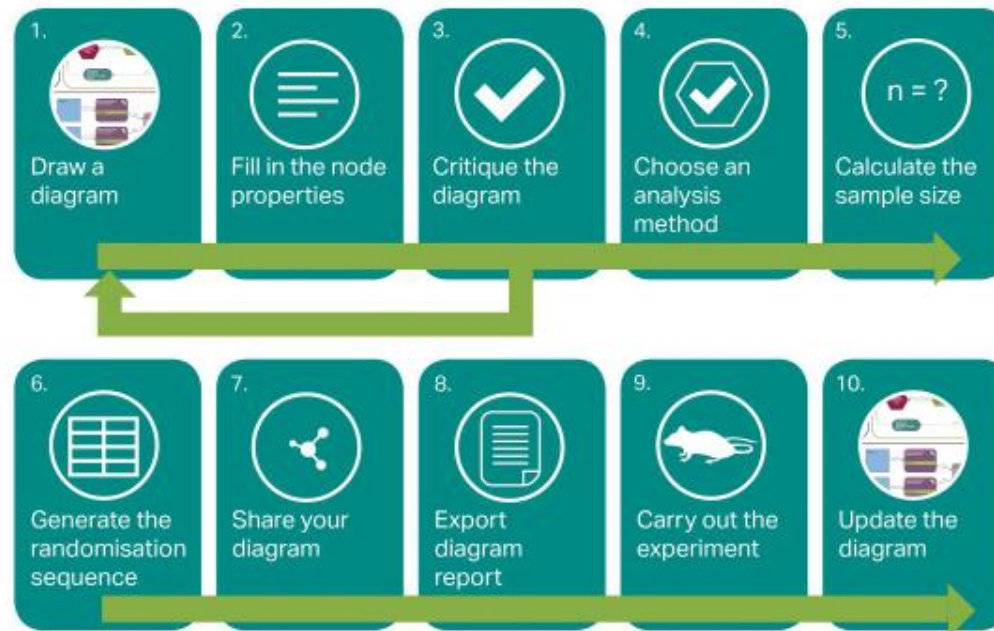 1.
Draw a
diagram
2.
Fill in the node
properties
3.
Critique the
diagram
4.
Choose an
analysis
method
5.
n = ?
Calculate the
sample size
6.
Generate the
randomisation
sequence
7.
Share your
diagram
8.
Export
diagram
report
9.
Carry out the
experiment
10.
Update the
diagram